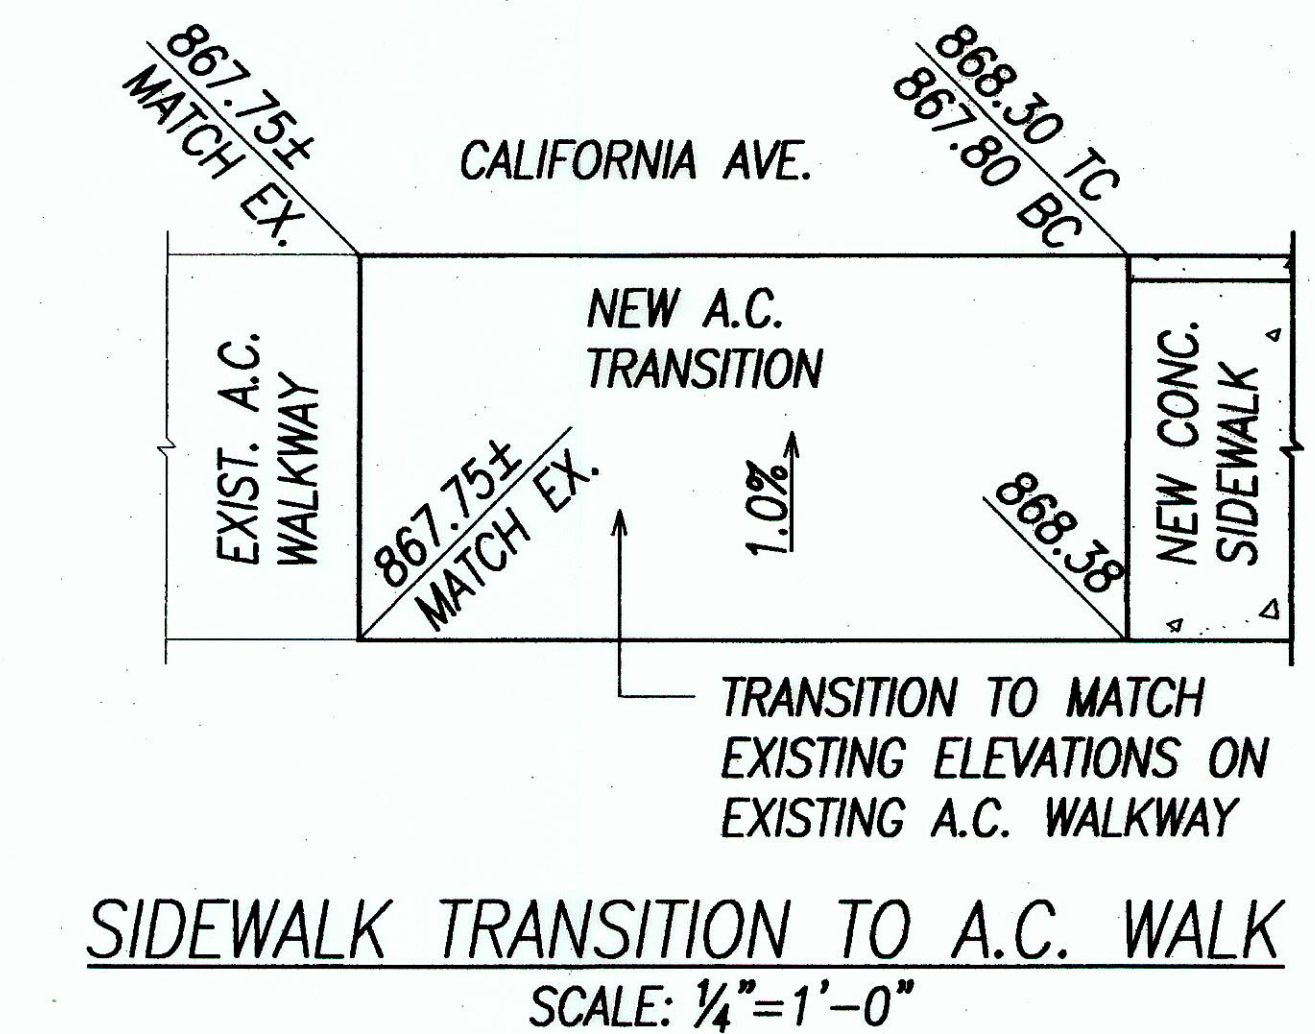 867.75±
MATCH EX.
CALIFORNIA AVE.
868.30 TC
867.80 BC
EXIST. A.C.
WALKWAY
NEW A.C.
TRANSITION
867.75±
MATCH EX.
1.0%
868.38
NEW CONC.
SIDEWALK
TRANSITION TO MATCH
EXISTING ELEVATIONS ON
EXISTING A.C. WALKWAY
SIDEWALK TRANSITION TO A.C. WALK
SCALE: ¼"=1'-0"